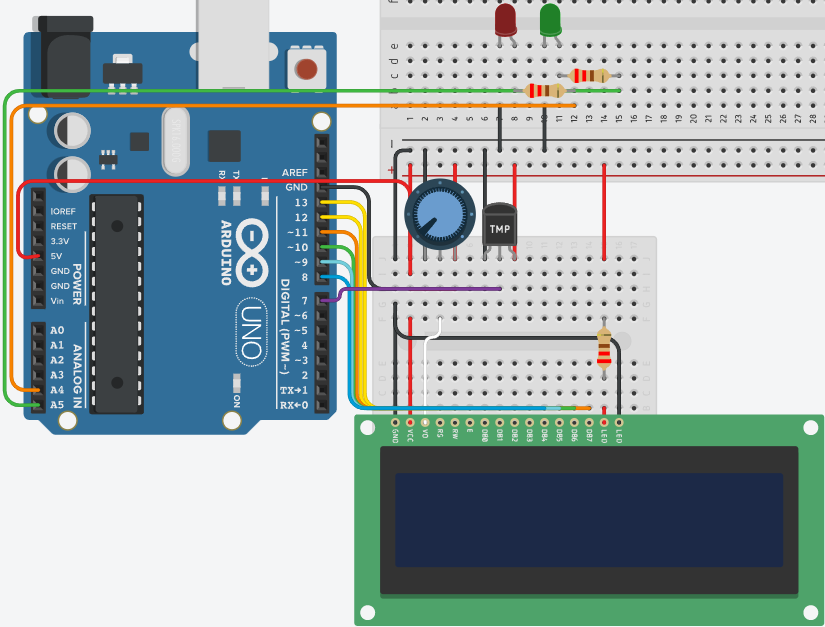 e
d
c
a
1 2 3 4 5 6 7 8 9 10 11 12 13 14 15 16 17 18 19 20 21 22 23 24 25 26 27 28
−
+
AREF
GND
13
12
~11
~10
~9
8
7
~6
~5
4
~3
2
TX→1
RX←0
DIGITAL (PWM~)
IOREF
RESET
3.3V
5V
GND
GND
Vin
POWER
A0
A1
A2
A3
A4
A5
ANALOG IN
ARDUINO
UNO
ON
TMP
GND VCC VO RS RW E DB0 DB1 DB2 DB3 DB4 DB5 DB6 DB7 LED LED